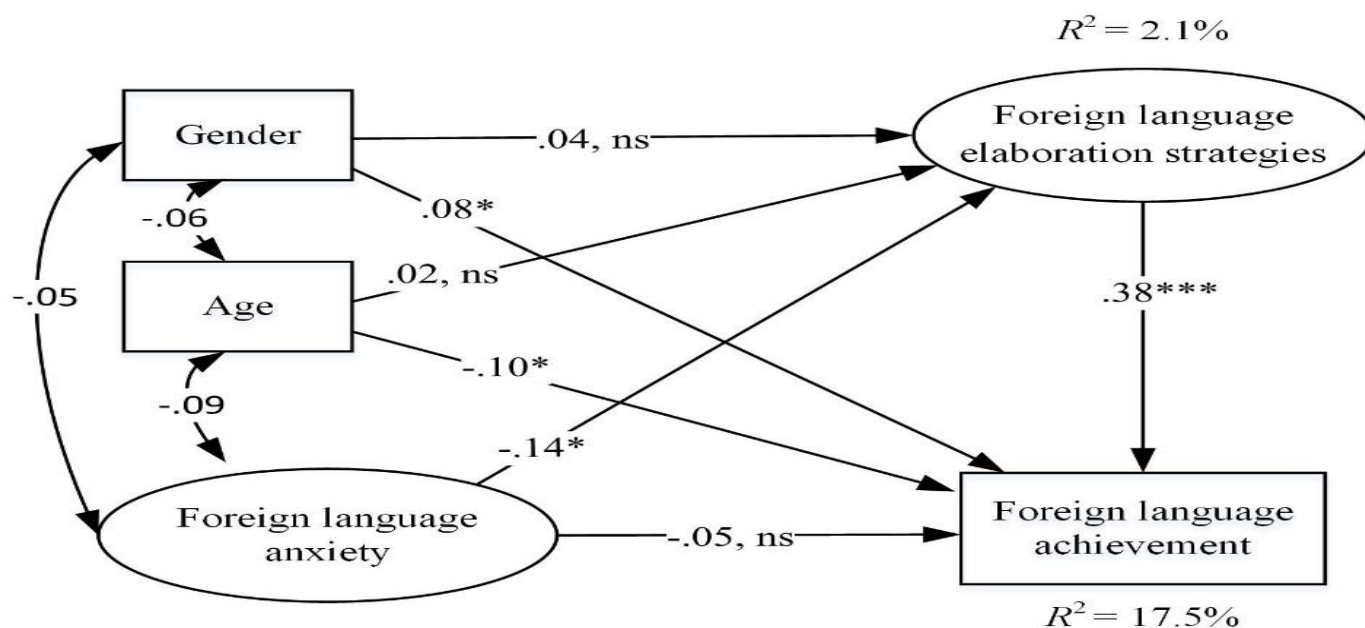 R² = 2.1%
Gender
.04, ns
Foreign language
elaboration strategies
-.06
.08*
-.05
Age
.02, ns
.38***
-.10*
-.09
-.14*
Foreign language
anxiety
-.05, ns
Foreign language
achievement
R² = 17.5%